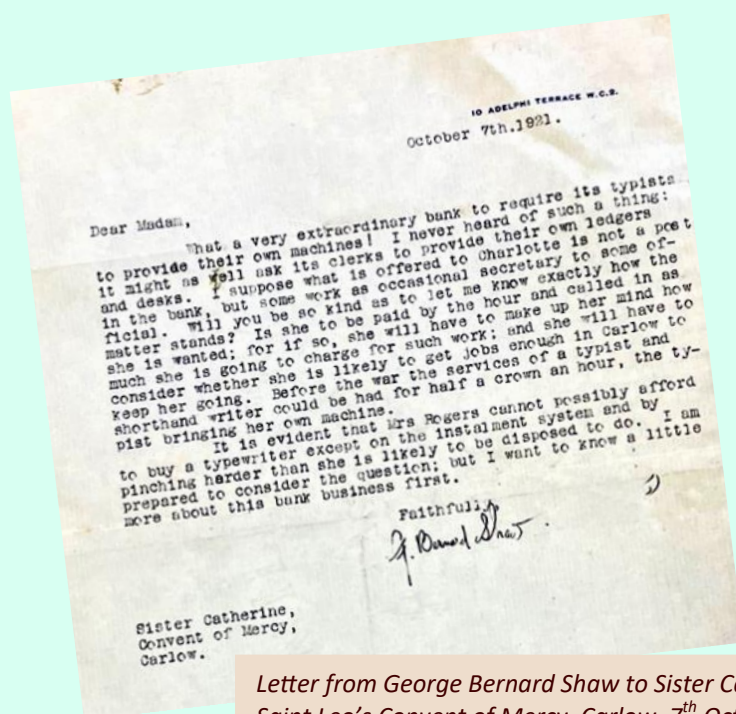 10 ADELPHI TERRACE W.C.2.
October 7th.1921.
Dear Madam,
What a very extraordinary bank to require its typists
to provide their own machines! I never heard of such a thing:
it might as well ask its clerks to provide their own ledgers
and desks. I suppose what is offered to Charlotte is not a post
in the bank, but some work as occasional secretary to some of-
ficial. Will you be so kind as to let me know exactly how the
matter stands? Is she to be paid by the hour and called in as
she is wanted; for if so, she will have to make up her mind how
much she is going to charge for such work; and she will have to
consider whether she is likely to get jobs enough in Carlow to
keep her going. Before the war the services of a typist and
shorthand writer could be had for half a crown an hour, the ty-
pist bringing her own machine.
It is evident that Mrs Rogers cannot possibly afford
to buy a typewriter except on the instalment system and by
pinching harder than she is likely to be disposed to do. I am
prepared to consider the question; but I want to know a little
more about this bank business first.
Faithfully,
G. Bernard Shaw.
Sister Catherine,
Convent of Mercy,
Carlow.
Letter from George Bernard Shaw to Sister
Saint Leo's Convent of Mercy, Carlow, 7th